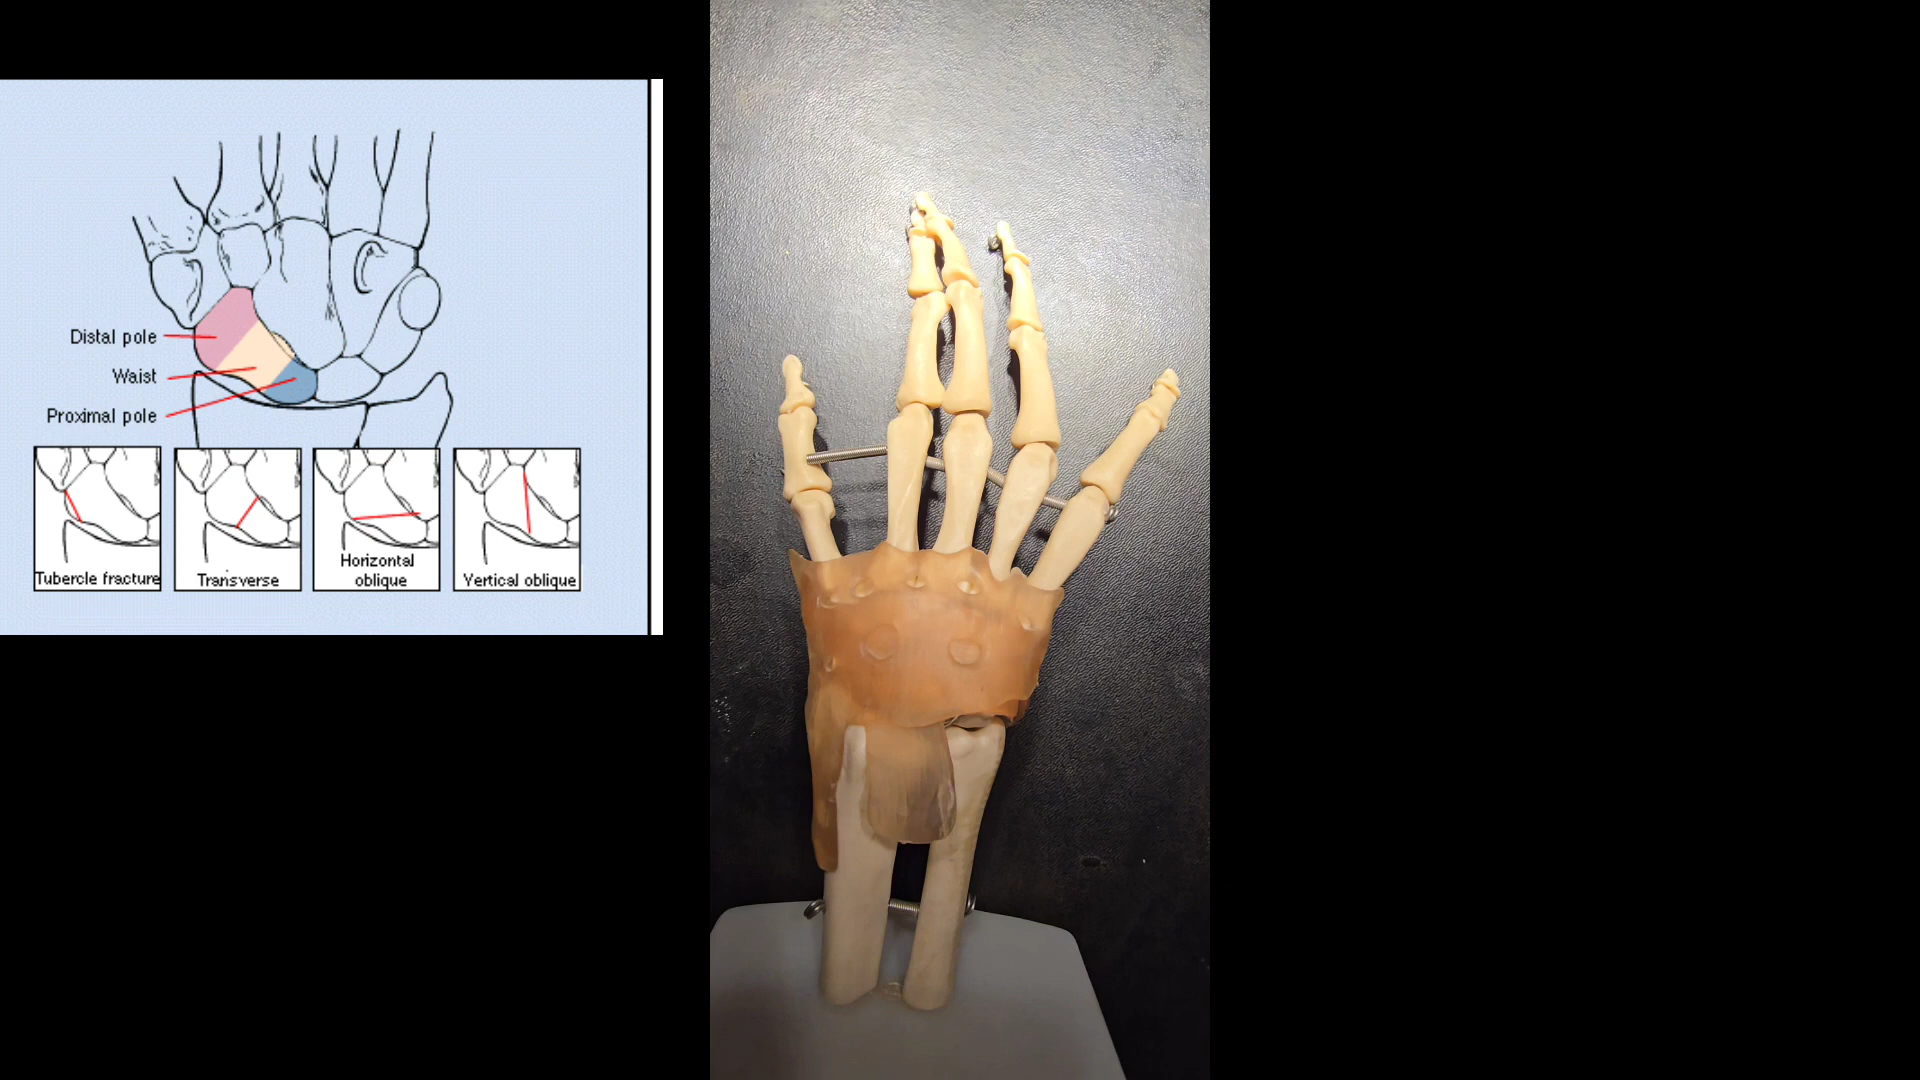 Distal pole
Waist
Proximal pole
Tubercle fracture
Transverse
Horizontal
oblique
Vertical oblique